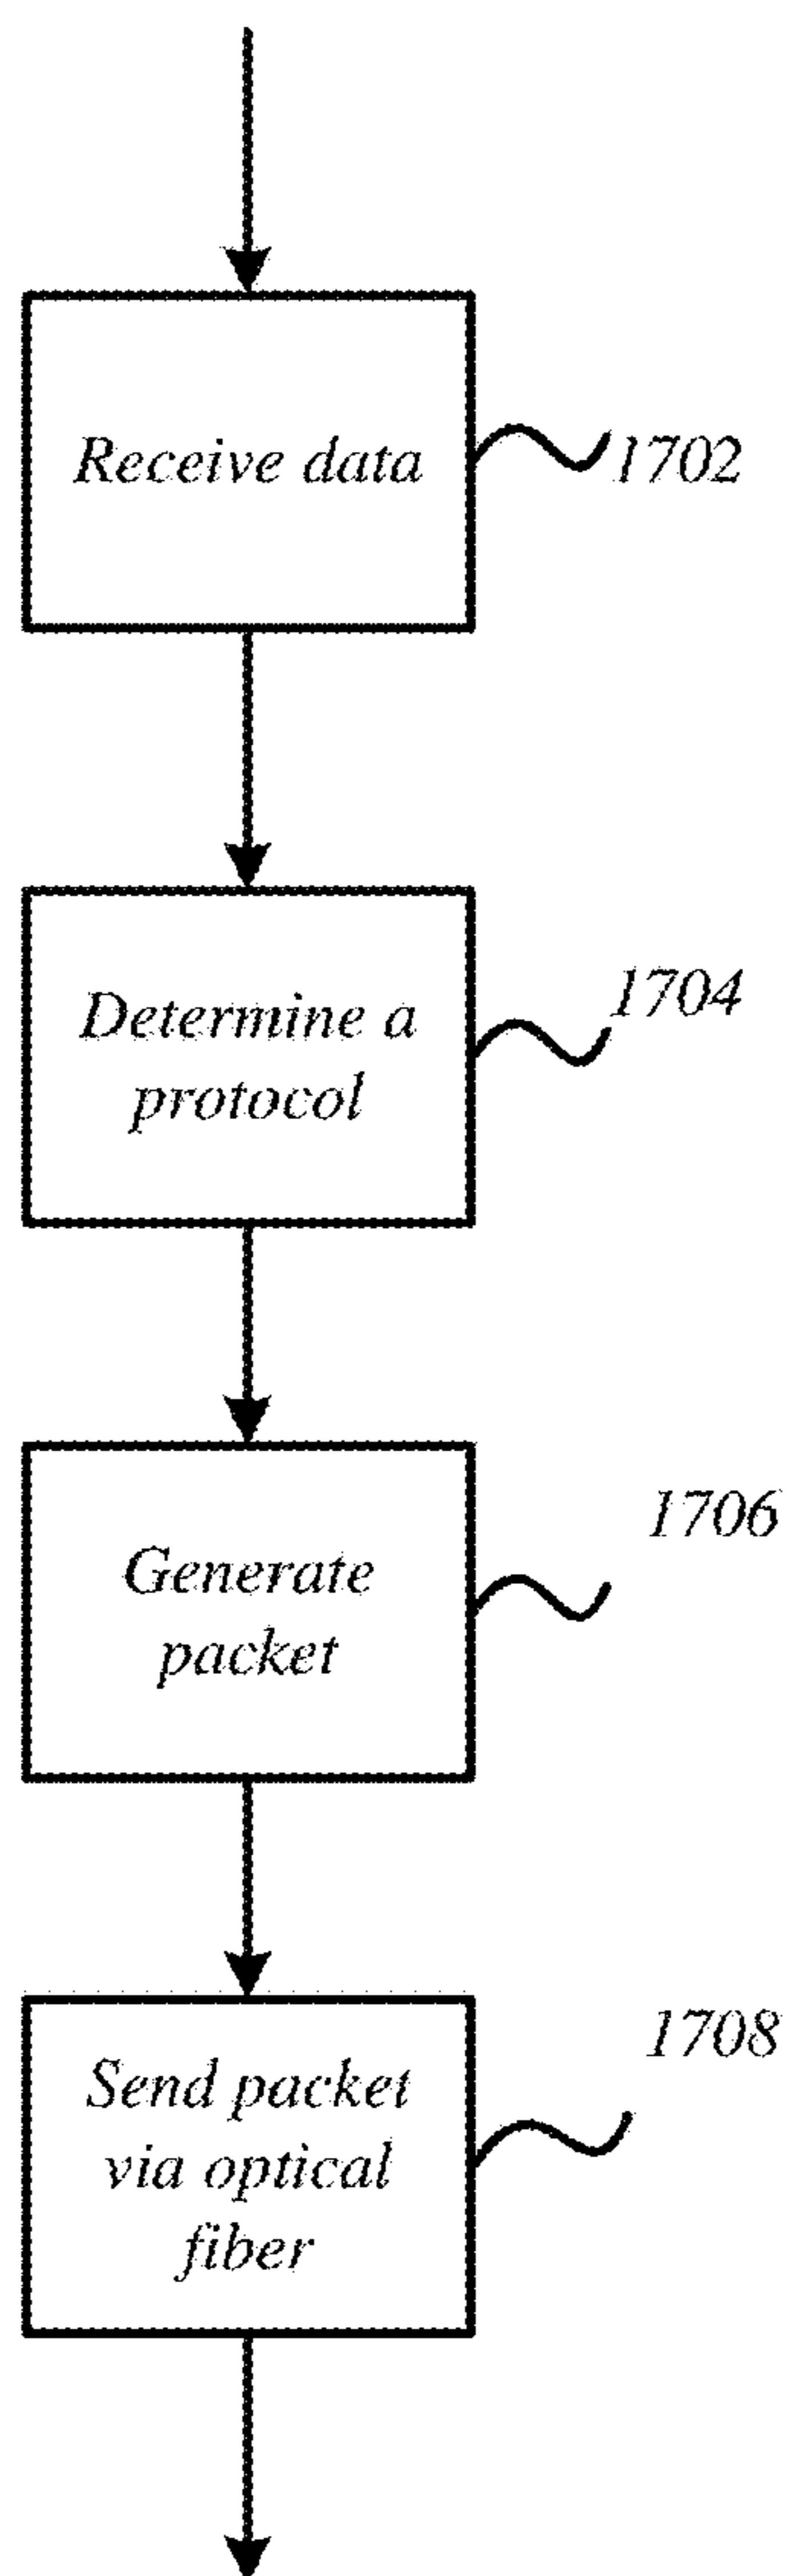 Receive data
1702
Determine a
protocol
1704
Generate
packet
1706
Send packet
via optical
fiber
1708